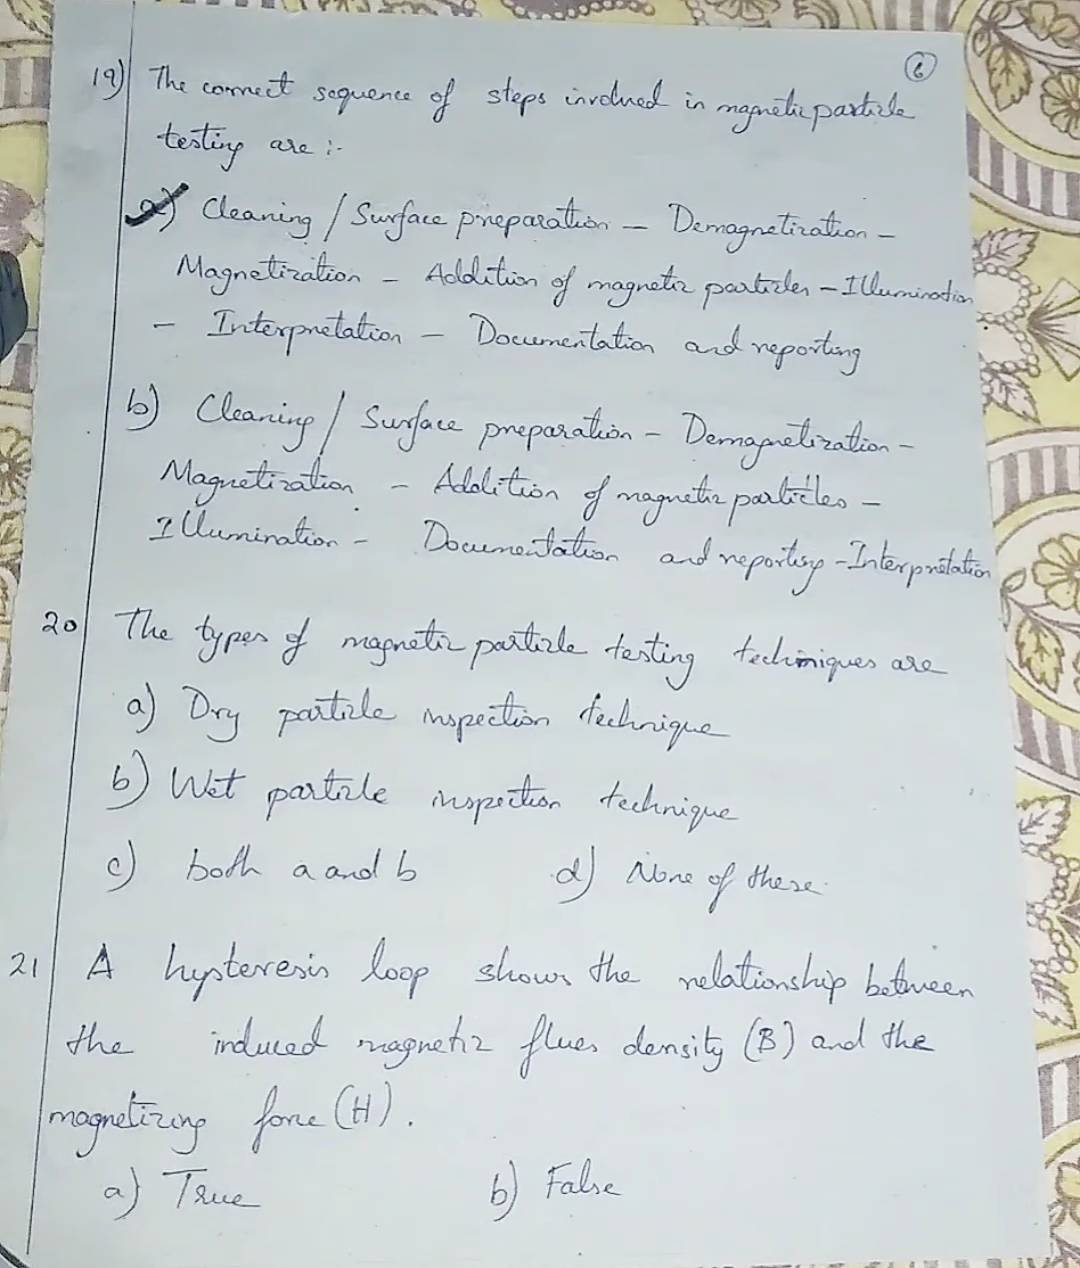 6
19) The correct sequence of steps involved in magnetic particle
testing are :-
a) Cleaning / Surface preparation - Demagnetization -
Magnetization - Addition of magnetic particles - Illumination
- Interpretation - Documentation and reporting
b) Cleaning / Surface preparation - Demagnetization -
Magnetization - Addition of magnetic particles -
Illumination - Documentation and reporting - Interpretation
20 The types of magnetic particle testing techniques are
a) Dry particle inspection technique
b) Wet particle inspection technique
c) both a and b d) None of these.
21 A hysteresis loop shows the relationship between
the induced magnetic flux density (B) and the
magnetizing force (H).
a) True b) False